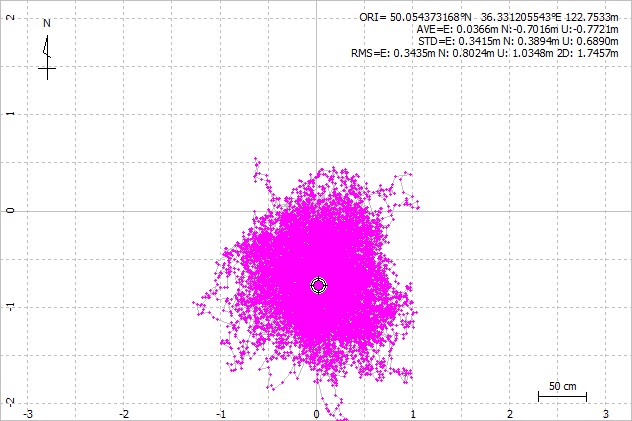 ORI= 50.054373168°N   36.331205543°E 122.7533m
AVE=E: 0.0366m N:-0.7016m U:-0.7721m
STD=E: 0.3415m N: 0.3894m U: 0.6890m
RMS=E: 0.3435m N: 0.8024m U: 1.0348m 2D: 1.7457m
N
2
1
0
-1
-2
50 cm
-3 -2 -1 0 1 2 3